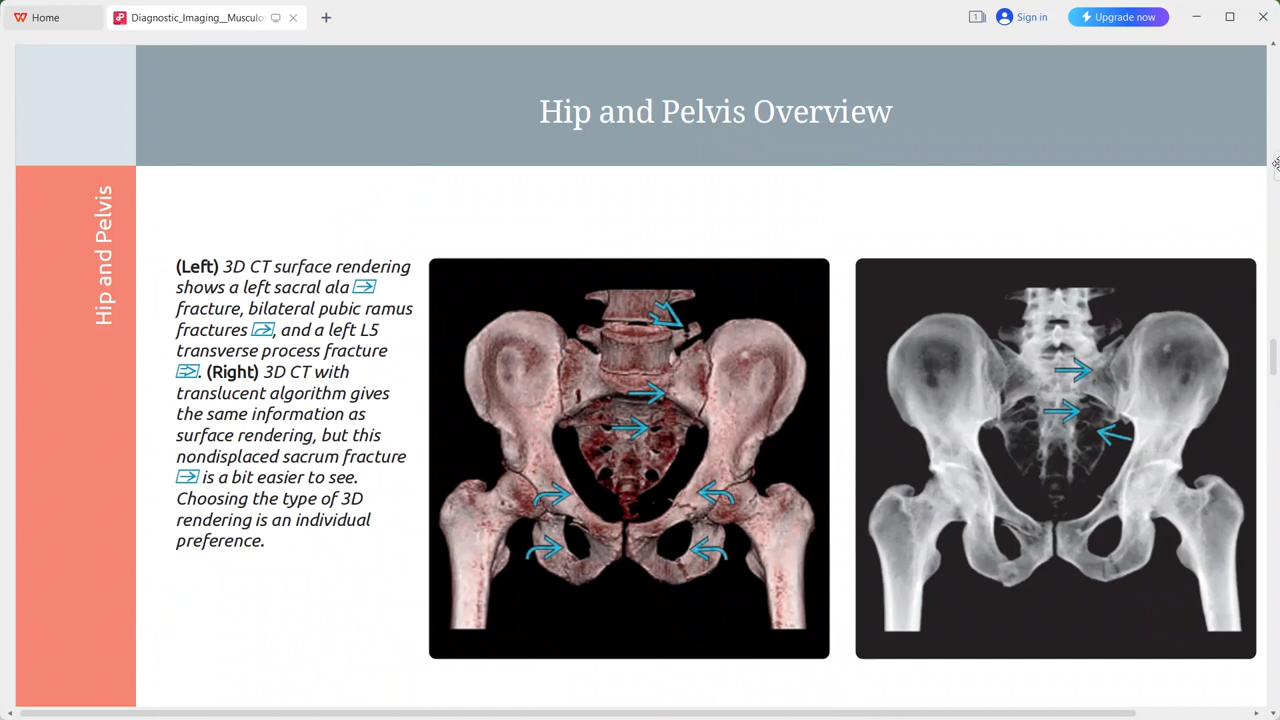 Home
Diagnostic_Imaging__Musculos
1
Sign in
Upgrade now
Hip and Pelvis Overview
Hip and Pelvis
(Left) 3D CT surface rendering
shows a left sacral ala
fracture, bilateral pubic ramus
fractures , and a left L5
transverse process fracture
. (Right) 3D CT with
translucent algorithm gives
the same information as
surface rendering, but this
nondisplaced sacrum fracture
is a bit easier to see.
Choosing the type of 3D
rendering is an individual
preference.